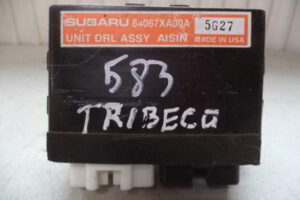 SUBARU 84067XA00A 5G27
UNIT DRL ASSY AISIN MADE IN USA
583
TRIBECA